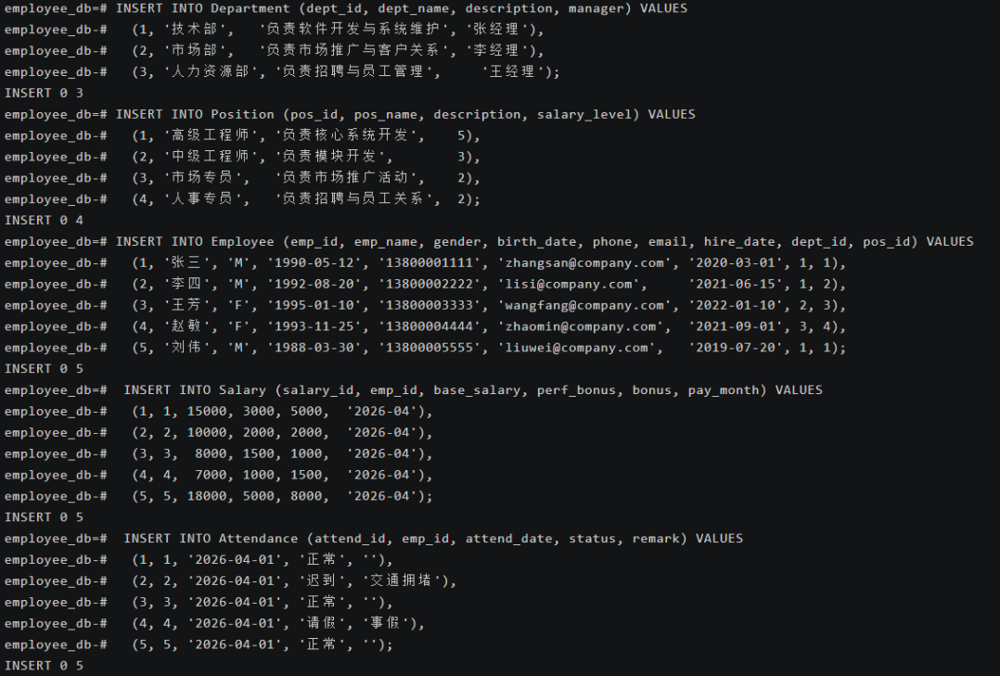 employee_db=# INSERT INTO Department (dept_id, dept_name, description, manager) VALUES
employee_db-#   (1, '技术部',   '负责软件开发与系统维护', '张经理'),
employee_db-#   (2, '市场部',   '负责市场推广与客户关系', '李经理'),
employee_db-#   (3, '人力资源部', '负责招聘与员工管理',     '王经理');
INSERT 0 3
employee_db=# INSERT INTO Position (pos_id, pos_name, description, salary_level) VALUES
employee_db-#   (1, '高级工程师', '负责核心系统开发',    5),
employee_db-#   (2, '中级工程师', '负责模块开发',        3),
employee_db-#   (3, '市场专员',   '负责市场推广活动',    2),
employee_db-#   (4, '人事专员',   '负责招聘与员工关系',  2);
INSERT 0 4
employee_db=# INSERT INTO Employee (emp_id, emp_name, gender, birth_date, phone, email, hire_date, dept_id, pos_id) VALUES
employee_db-#   (1, '张三', 'M', '1990-05-12', '13800001111', 'zhangsan@company.com', '2020-03-01', 1, 1),
employee_db-#   (2, '李四', 'M', '1992-08-20', '13800002222', 'lisi@company.com',     '2021-06-15', 1, 2),
employee_db-#   (3, '王芳', 'F', '1995-01-10', '13800003333', 'wangfang@company.com', '2022-01-10', 2, 3),
employee_db-#   (4, '赵敏', 'F', '1993-11-25', '13800004444', 'zhaomin@company.com',  '2021-09-01', 3, 4),
employee_db-#   (5, '刘伟', 'M', '1988-03-30', '13800005555', 'liuwei@company.com',   '2019-07-20', 1, 1);
INSERT 0 5
employee_db=#  INSERT INTO Salary (salary_id, emp_id, base_salary, perf_bonus, bonus, pay_month) VALUES
employee_db-#   (1, 1, 15000, 3000, 5000,  '2026-04'),
employee_db-#   (2, 2, 10000, 2000, 2000,  '2026-04'),
employee_db-#   (3, 3,  8000, 1500, 1000,  '2026-04'),
employee_db-#   (4, 4,  7000, 1000, 1500,  '2026-04'),
employee_db-#   (5, 5, 18000, 5000, 8000,  '2026-04');
INSERT 0 5
employee_db=#  INSERT INTO Attendance (attend_id, emp_id, attend_date, status, remark) VALUES
employee_db-#   (1, 1, '2026-04-01', '正常', ''),
employee_db-#   (2, 2, '2026-04-01', '迟到', '交通拥堵'),
employee_db-#   (3, 3, '2026-04-01', '正常', ''),
employee_db-#   (4, 4, '2026-04-01', '请假', '事假'),
employee_db-#   (5, 5, '2026-04-01', '正常', '');
INSERT 0 5